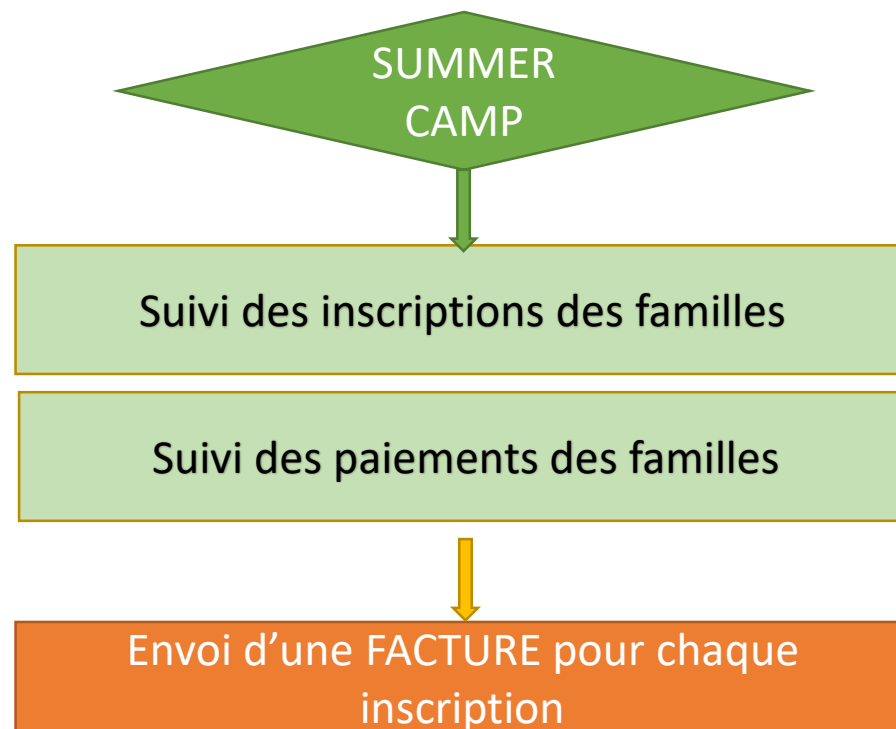 SUMMER
CAMP
Suivi des inscriptions des familles
Suivi des paiements des familles
Envoi d’une FACTURE pour chaque
inscription